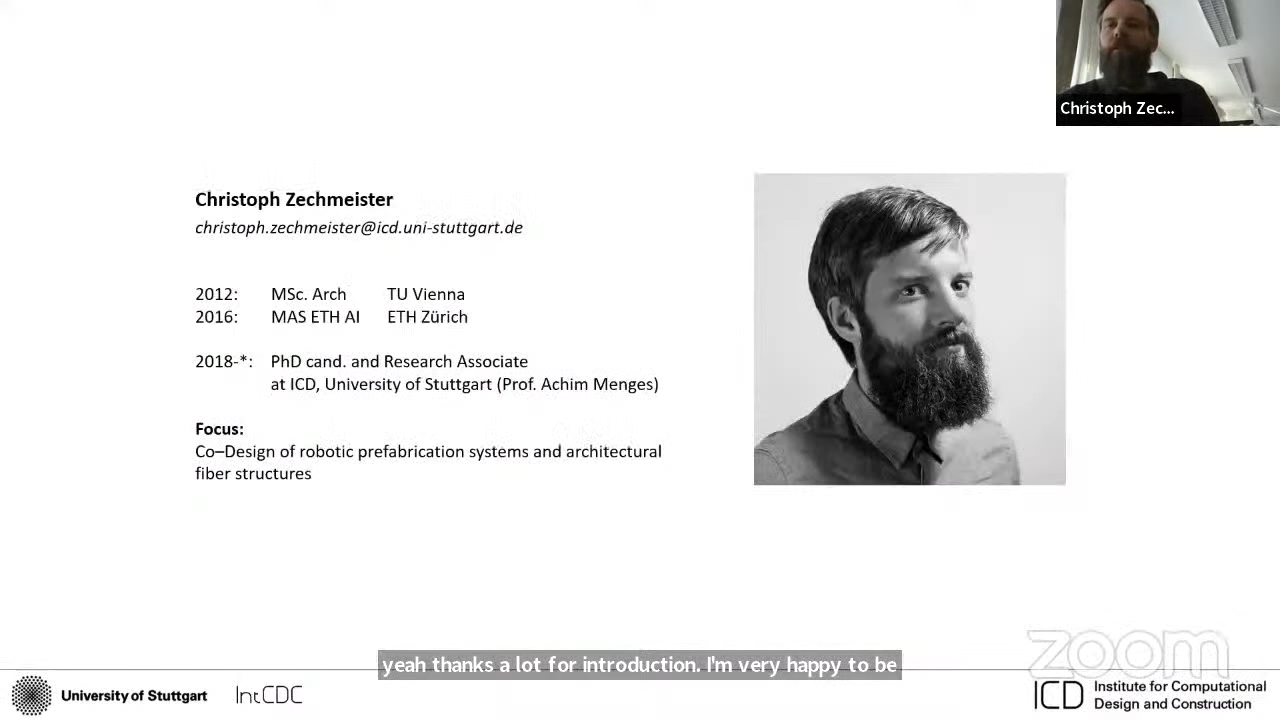 Christoph Zec...
Christoph Zechmeister
christoph.zechmeister@icd.uni-stuttgart.de
2012: MSc. Arch TU Vienna
2016: MAS ETH AI ETH Zürich
2018-*: PhD cand. and Research Associate
at ICD, University of Stuttgart (Prof. Achim Menges)
Focus:
Co–Design of robotic prefabrication systems and architectural
fiber structures
zoom
yeah thanks a lot for introduction. I'm very happy to be
University of Stuttgart
IntCDC
ICD
Institute for Computational
Design and Construction